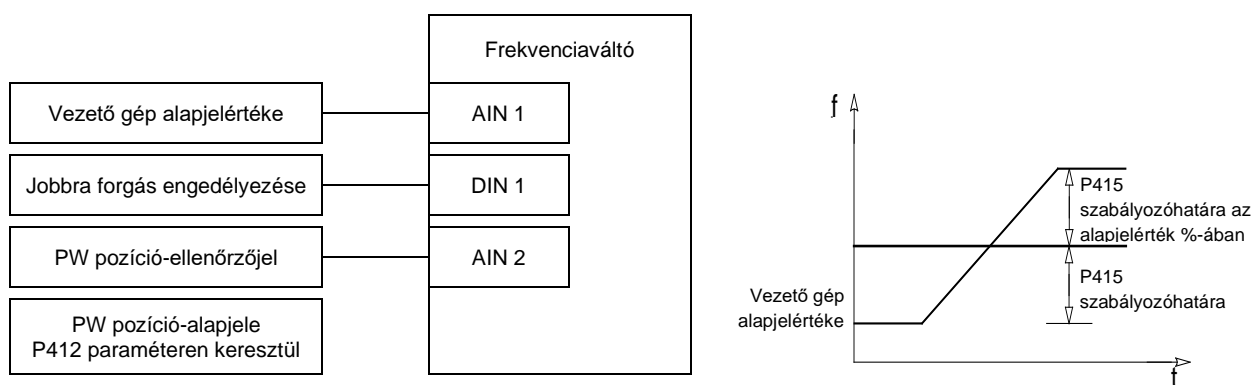 Frekvenciaváltó
Vezető gép alapjelértéke
AIN 1
Jobbra forgás engedélyezése
DIN 1
PW pozíció-ellenőrzőjel
AIN 2
PW pozíció-alapjele
P412 paraméteren keresztül
f
P415
szabályozóhatára az
alapjelérték %-ában
P415
szabályozóhatára
Vezető gép
alapjelértéke
f